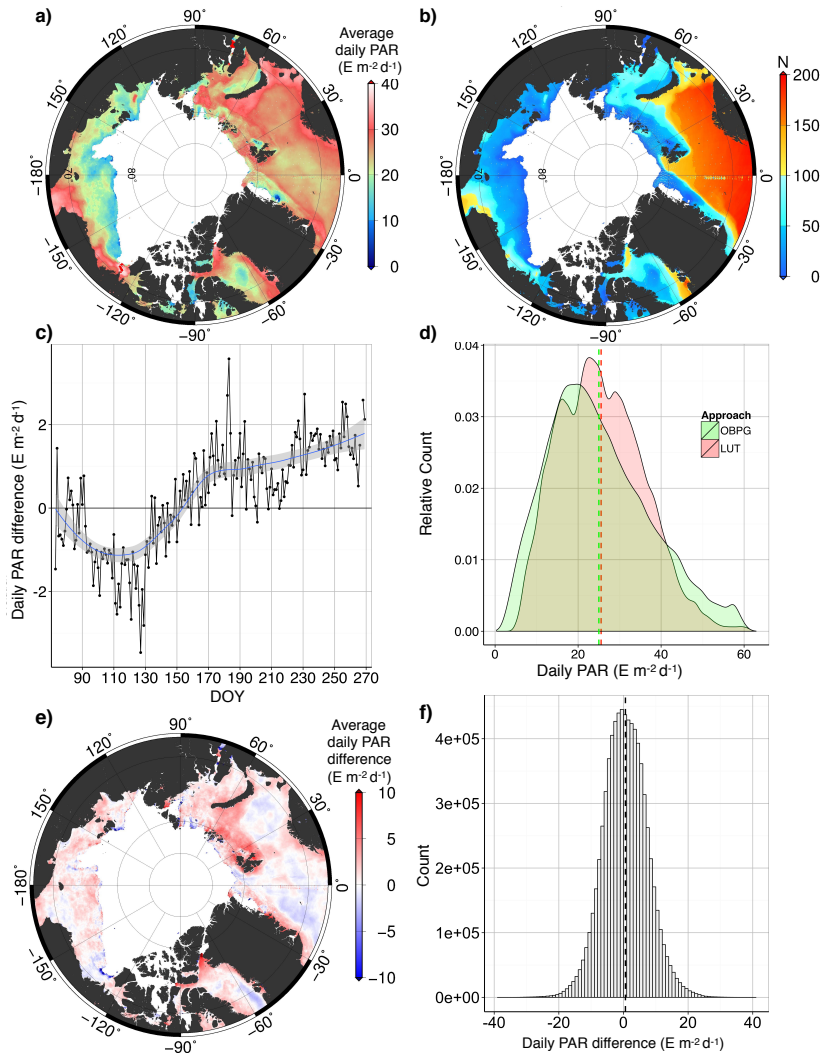 a)
Average
daily PAR
(E m-2 d-1)
90°
60°
30°
0
−30°
−60°
−90°
−120°
−150°
−180°
150°
120°
70°
80°
40
30
20
10
0
b)
N
90°
60°
30°
0
−30°
−60°
−90°
−120°
−150°
−180°
150°
120°
70°
80°
200
150
100
50
0
c)
Daily PAR difference (E m-2 d-1)
2
0
-2
90 110 130 150 170 190 210 230 250 270
DOY
d)
Relative Count
0.04
0.03
0.02
0.01
0.00
Approach
OBPG
LUT
0 20 40 60
Daily PAR (E m-2 d-1)
e)
Average
daily PAR
difference
(E m-2 d-1)
90°
60°
30°
0°
−30°
−60°
−90°
−120°
−150°
−180°
150°
120°
10
5
0
−5
−10
f)
Count
4e+05
3e+05
2e+05
1e+05
0e+00
-40 -20 0 20 40
Daily PAR difference (E m-2 d-1)